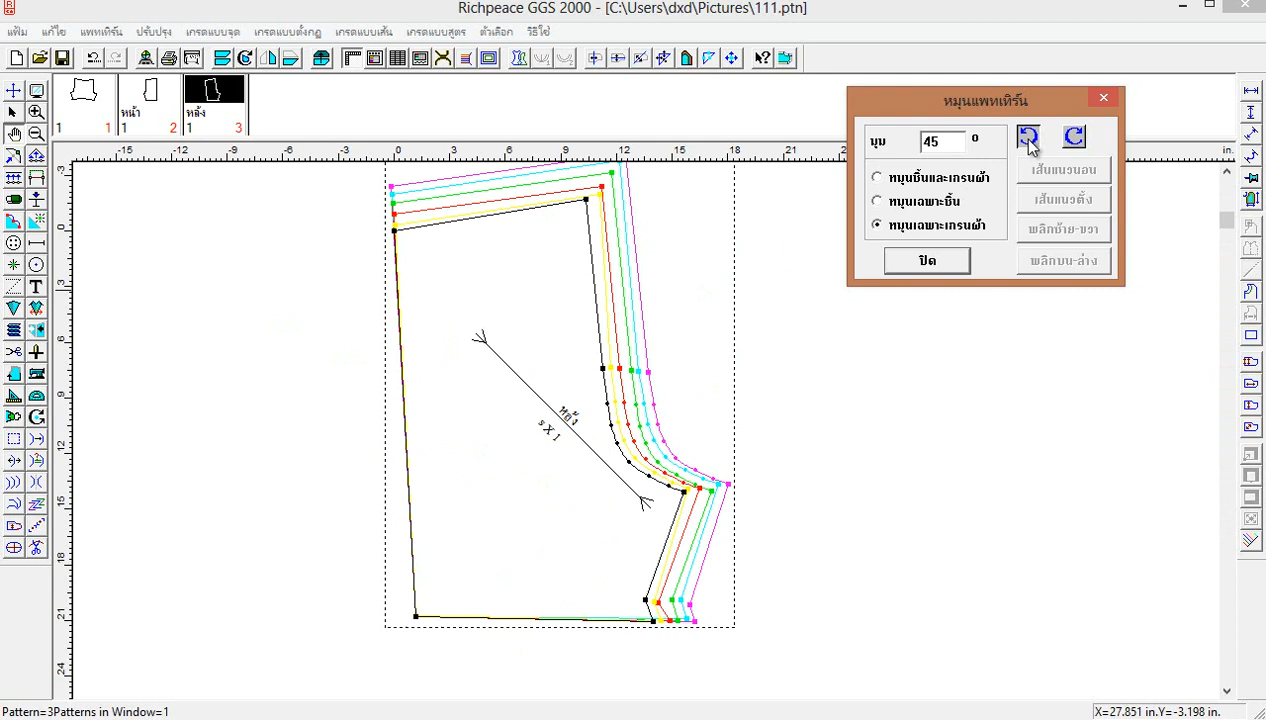 Richpeace GGS 2000 - [C:\Users\dxd\Pictures\111.ptn]
แฟ้ม แก้ไข แพทเทิร์น ปรับปรุง เกรดแบบจุด เกรดแบบตั้งกฎ เกรดแบบเส้น เกรดแบบสูตร ตัวเลือก วิธีใช้
หน้า หลัง
1 1 1 2 1 3
-15 -12 -9 -6 -3 0 3 6 9 12 15 18 21 in.
-3
0
3
6
9
12
15
18
21
24
หลัง
s X 1
หมุนแพทเทิร์น
มุม 45 o
หมุนชิ้นและเกรนผ้า
หมุนเฉพาะชิ้น
หมุนเฉพาะเกรนผ้า
ปิด
เส้นแนวนอน
เส้นแนวตั้ง
พลิกซ้าย-ขวา
พลิกบน-ล่าง
Pattern=3Patterns in Window=1
X=27.851 in.Y=-3.198 in.